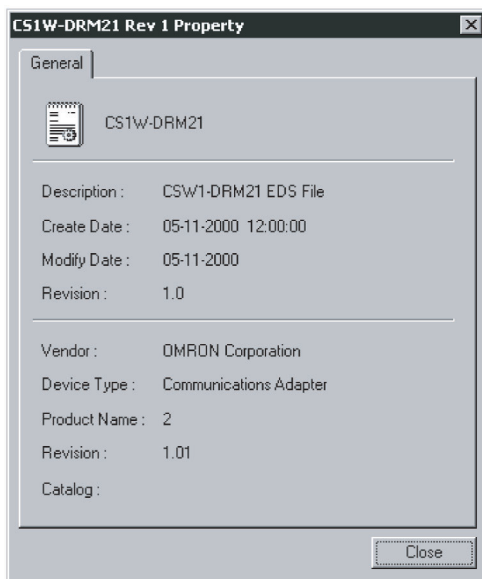 CS1W-DRM21 Rev 1 Property
General
CS1W-DRM21
Description : CSW1-DRM21 EDS File
Create Date : 05-11-2000 12:00:00
Modify Date : 05-11-2000
Revision : 1.0
Vendor : OMRON Corporation
Device Type : Communications Adapter
Product Name : 2
Revision : 1.01
Catalog :
Close